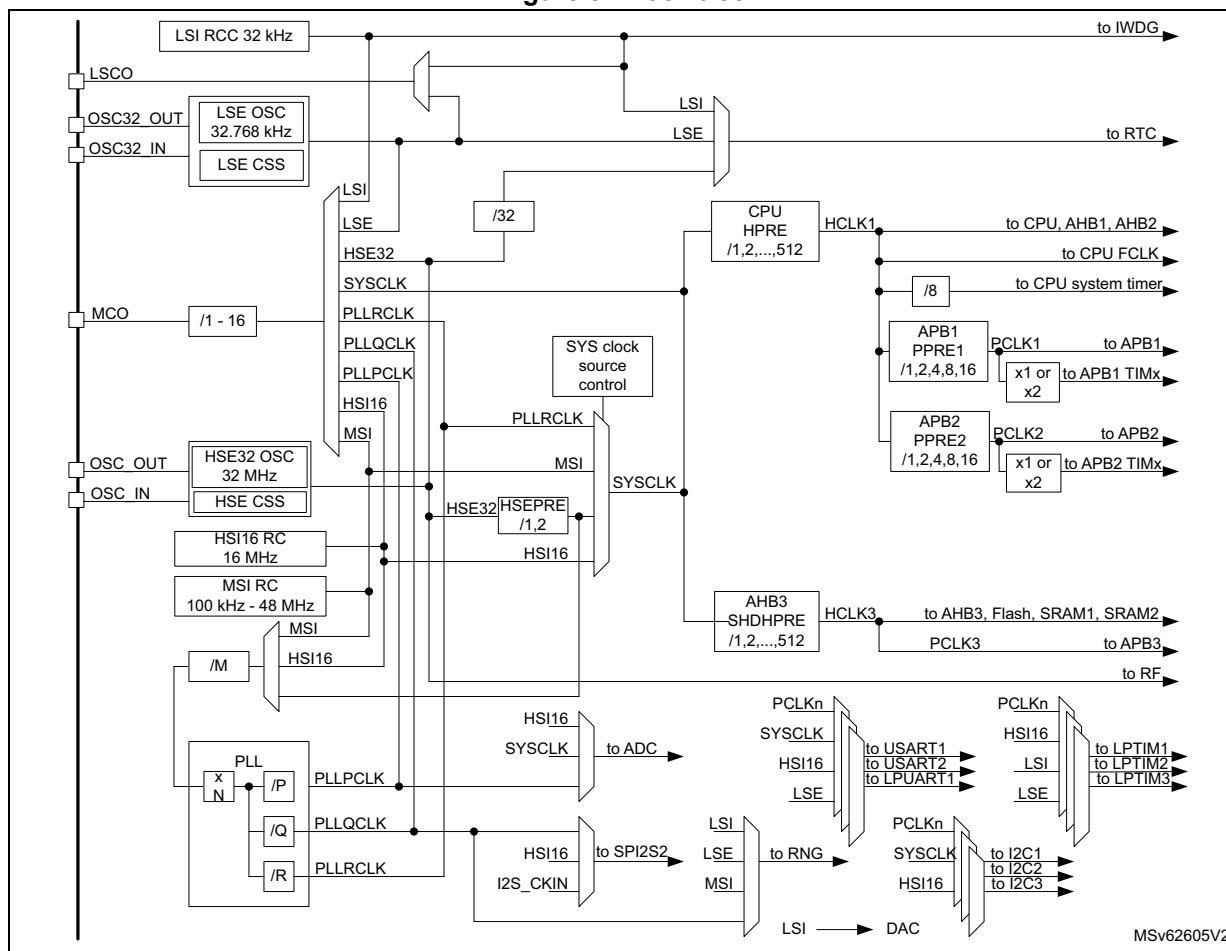 LSI RCC 32 kHz
to IWDG
LSCO
OSC32_OUT
LSE OSC
32.768 kHz
LSI
LSE
to RTC
OSC32_IN
LSE CSS
LSI
/32
CPU
HPRE
/1,2,...,512
HCLK1
to CPU, AHB1, AHB2
LSE
HSE32
to CPU FCLK
SYSCLK
/8
to CPU system timer
MCO
/1 - 16
PLLRCLK
PLLQCLK
SYS clock
source
control
APB1
PPRE1
/1,2,4,8,16
PCLK1
to APB1
PLLPCLK
x1 or
x2
to APB1 TIMx
HSI16
PLLRCLK
MSI
APB2
PPRE2
/1,2,4,8,16
PCLK2
to APB2
x1 or
x2
to APB2 TIMx
OSC_OUT
HSE32 OSC
32 MHz
MSI
SYSCLK
OSC_IN
HSE CSS
HSE32
HSEPRE
/1,2
HSI16 RC
16 MHz
HSI16
MSI RC
100 kHz - 48 MHz
AHB3
SHDHPRE
/1,2,...,512
HCLK3
to AHB3, Flash, SRAM1, SRAM2
MSI
PCLK3
to APB3
/M
HSI16
to RF
HSI16
SYSCLK
to ADC
PCLKn
SYSCLK
HSI16
LSE
to USART1
to USART2
to LPUART1
PCLKn
HSI16
LSI
LSE
to LPTIM1
to LPTIM2
to LPTIM3
PLL
x
N
/P
PLLPCLK
/Q
PLLQCLK
/R
PLLRCLK
HSI16
I2S_CKIN
to SPI2S2
LSI
LSE
MSI
to RNG
PCLKn
SYSCLK
HSI16
to I2C1
to I2C2
to I2C3
LSI
DAC
MSv62605V2